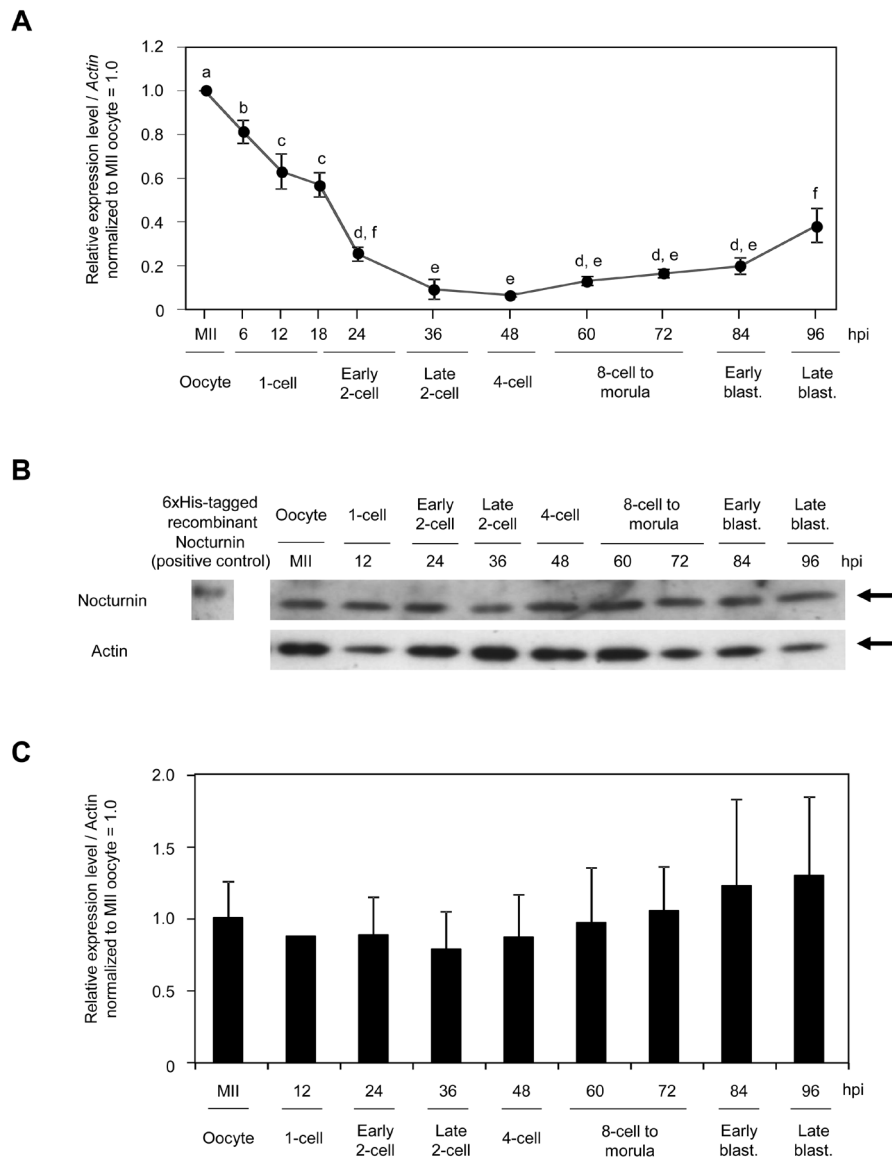 A
Relative expression level / Actin
normalized to MII oocyte = 1.0
1.2
1.0
0.8
0.6
0.4
0.2
0
a
b
c
c
d, f
e
e
d, e
d, e
d, e
f
MII 6 12 18 24 36 48 60 72 84 96 hpi
Oocyte 1-cell Early 2-cell Late 2-cell 4-cell 8-cell to morula Early blast. Late blast.
B
6xHis-tagged
recombinant
Nocturnin
(positive control)
Oocyte 1-cell Early 2-cell Late 2-cell 4-cell 8-cell to morula Early blast. Late blast.
MII 12 24 36 48 60 72 84 96 hpi
Nocturnin
Actin
C
Relative expression level / Actin
normalized to MII oocyte = 1.0
2.0
1.5
1.0
0.5
0
MII 12 24 36 48 60 72 84 96 hpi
Oocyte 1-cell Early 2-cell Late 2-cell 4-cell 8-cell to morula Early blast. Late blast.